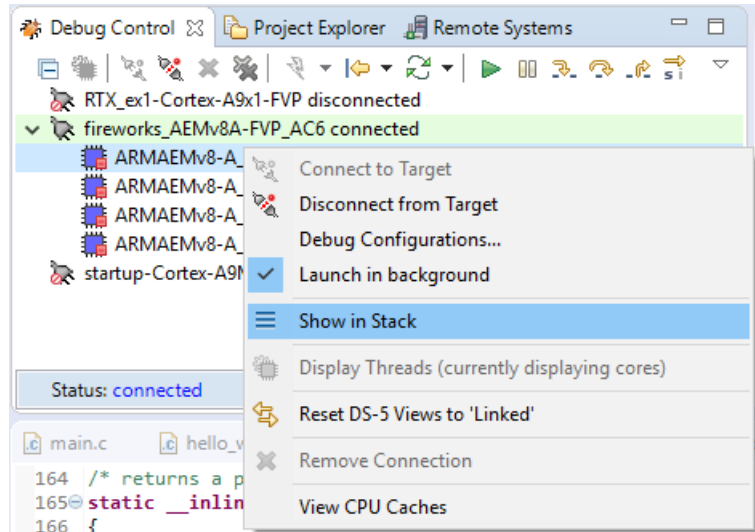 Debug Control Project Explorer Remote Systems
RTX_ex1-Cortex-A9x1-FVP disconnected
fireworks_AEMv8A-FVP_AC6 connected
ARMAEMv8-A_
ARMAEMv8-A_
ARMAEMv8-A_
ARMAEMv8-A_
startup-Cortex-A9M
Connect to Target
Disconnect from Target
Debug Configurations...
Launch in background
Show in Stack
Display Threads (currently displaying cores)
Reset DS-5 Views to 'Linked'
Remove Connection
View CPU Caches
Status: connected
main.c hello_w
164 /* returns a p
165 static __inlin
166 {